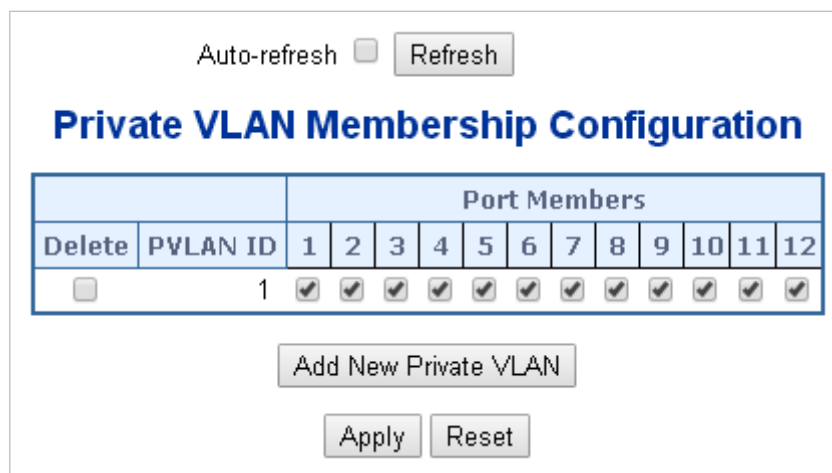 Auto-refresh Refresh
Private VLAN Membership Configuration
Port Members
Delete PVLAN ID 1 2 3 4 5 6 7 8 9 10 11 12
1
Add New Private VLAN
Apply Reset